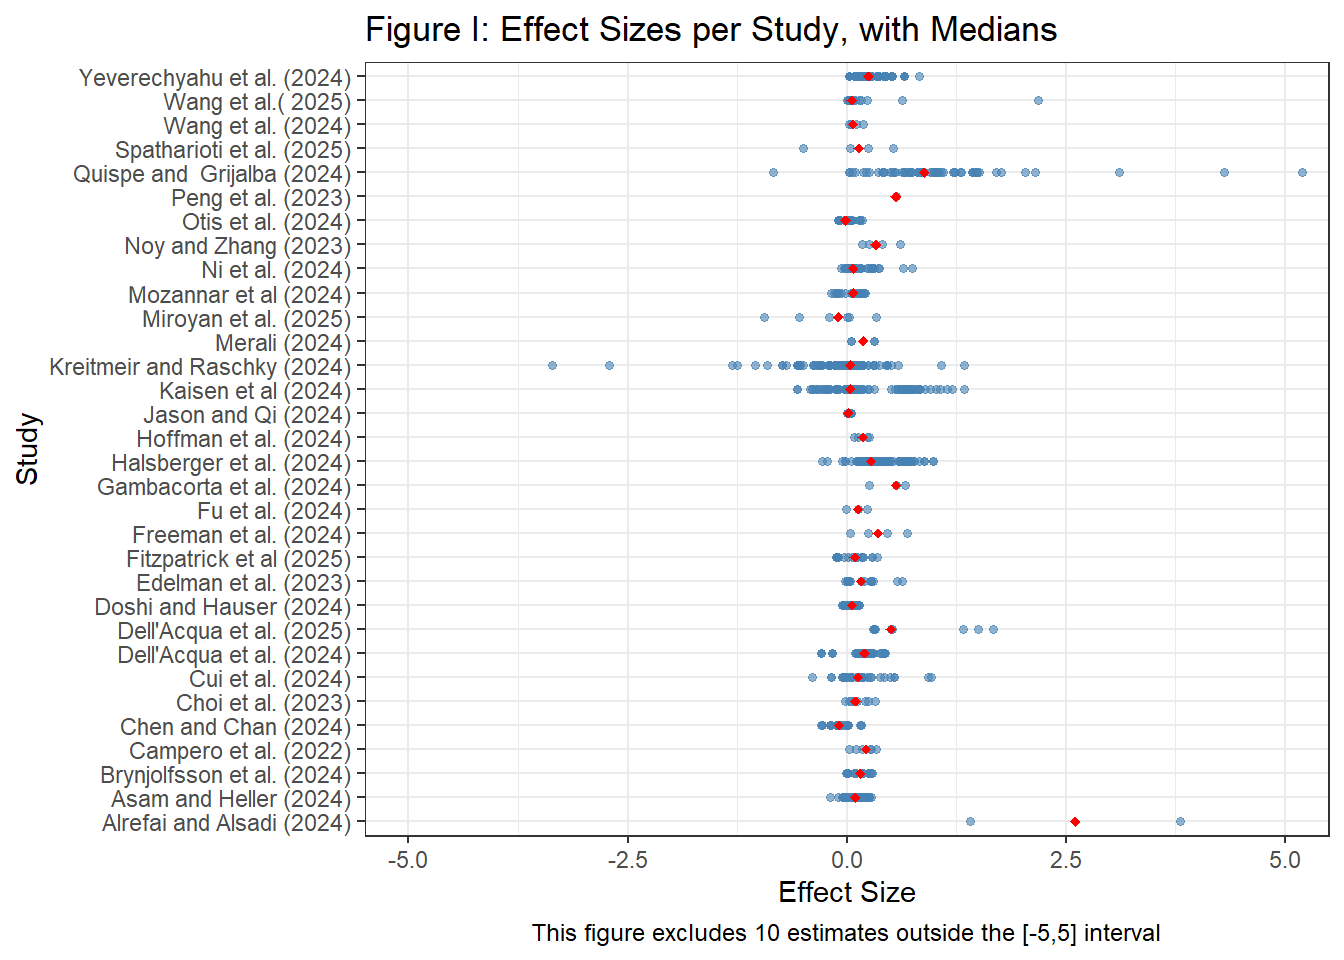 Figure I: Effect Sizes per Study, with Medians
Yeverechyahu et al. (2024)
Wang et al.( 2025)
Wang et al. (2024)
Spatharioti et al. (2025)
Quispe and  Grijalba (2024)
Peng et al. (2023)
Otis et al. (2024)
Noy and Zhang (2023)
Ni et al. (2024)
Mozannar et al (2024)
Miroyan et al. (2025)
Merali (2024)
Kreitmeir and Raschky (2024)
Kaisen et al (2024)
Jason and Qi (2024)
Hoffman et al. (2024)
Halsberger et al. (2024)
Gambacorta et al. (2024)
Fu et al. (2024)
Freeman et al. (2024)
Fitzpatrick et al (2025)
Edelman et al. (2023)
Doshi and Hauser (2024)
Dell'Acqua et al. (2025)
Dell'Acqua et al. (2024)
Cui et al. (2024)
Choi et al. (2023)
Chen and Chan (2024)
Campero et al. (2022)
Brynjolfsson et al. (2024)
Asam and Heller (2024)
Alrefai and Alsadi (2024)
Study
-5.0 -2.5 0.0 2.5 5.0
Effect Size
This figure excludes 10 estimates outside the [-5,5] interval